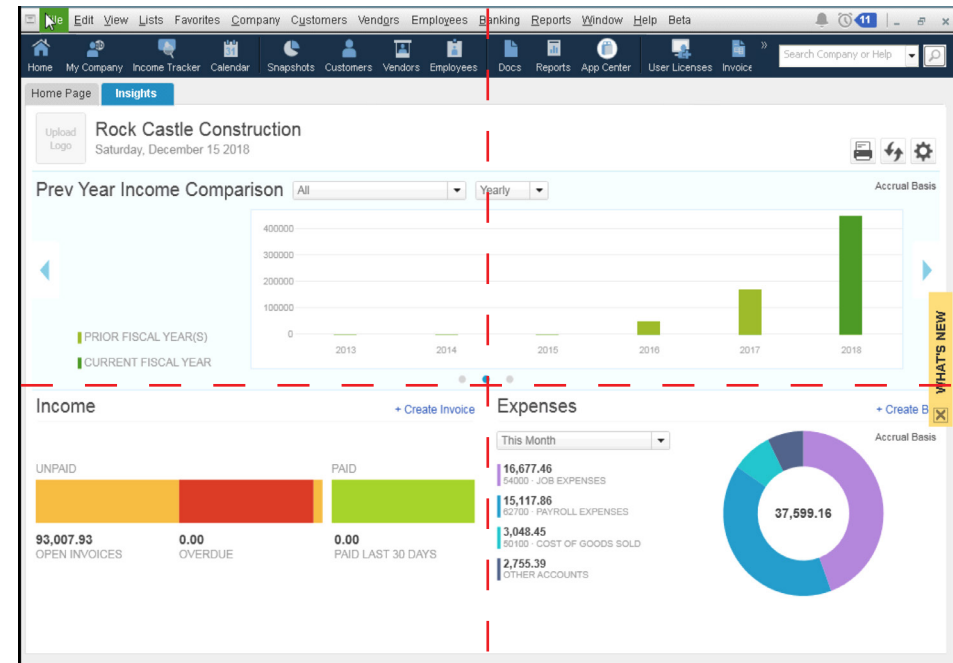 File Edit View Lists Favorites Company Customers Vendors Employees Banking Reports Window Help Beta 11
Home My Company Income Tracker Calendar Snapshots Customers Vendors Employees Docs Reports App Center User Licenses Invoice » Search Company or Help
Home Page Insights
Upload Logo
Rock Castle Construction
Saturday, December 15 2018
Prev Year Income Comparison All Yearly Accrual Basis
400000
300000
200000
100000
0
2013 2014 2015 2016 2017 2018
PRIOR FISCAL YEAR(S)
CURRENT FISCAL YEAR
WHAT'S NEW
Income + Create Invoice
UNPAID PAID
93,007.93 0.00 0.00
OPEN INVOICES OVERDUE PAID LAST 30 DAYS
Expenses + Create B
This Month Accrual Basis
16,677.46
54000 · JOB EXPENSES
15,117.86
62700 · PAYROLL EXPENSES
3,048.45
50100 · COST OF GOODS SOLD
2,755.39
OTHER ACCOUNTS
37,599.16